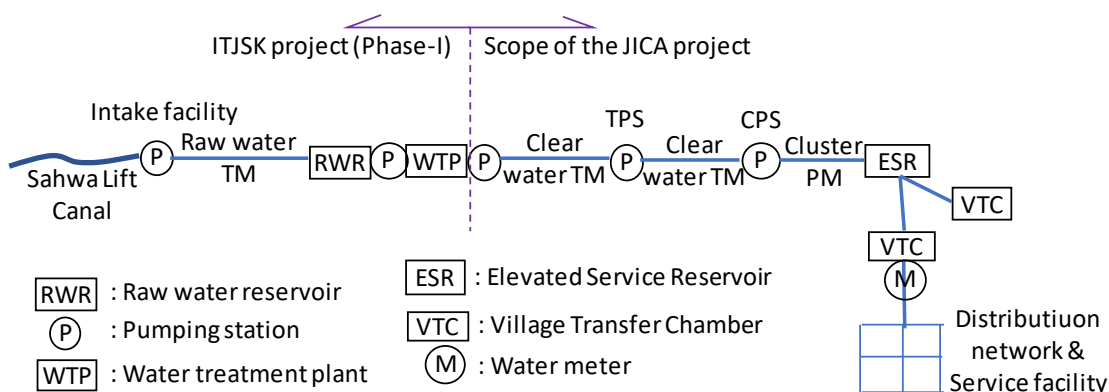 ITJSK project (Phase-I)
Scope of the JICA project
Intake facility
P
Raw water
TM
Sahwa Lift
Canal
RWR
P
WTP
P
Clear
water TM
TPS
P
Clear
water TM
CPS
P
Cluster
PM
ESR
VTC
VTC
M
Distributiuon
network &
Service facility
RWR : Raw water reservoir
P : Pumping station
WTP : Water treatment plant
ESR : Elevated Service Reservoir
VTC : Village Transfer Chamber
M : Water meter